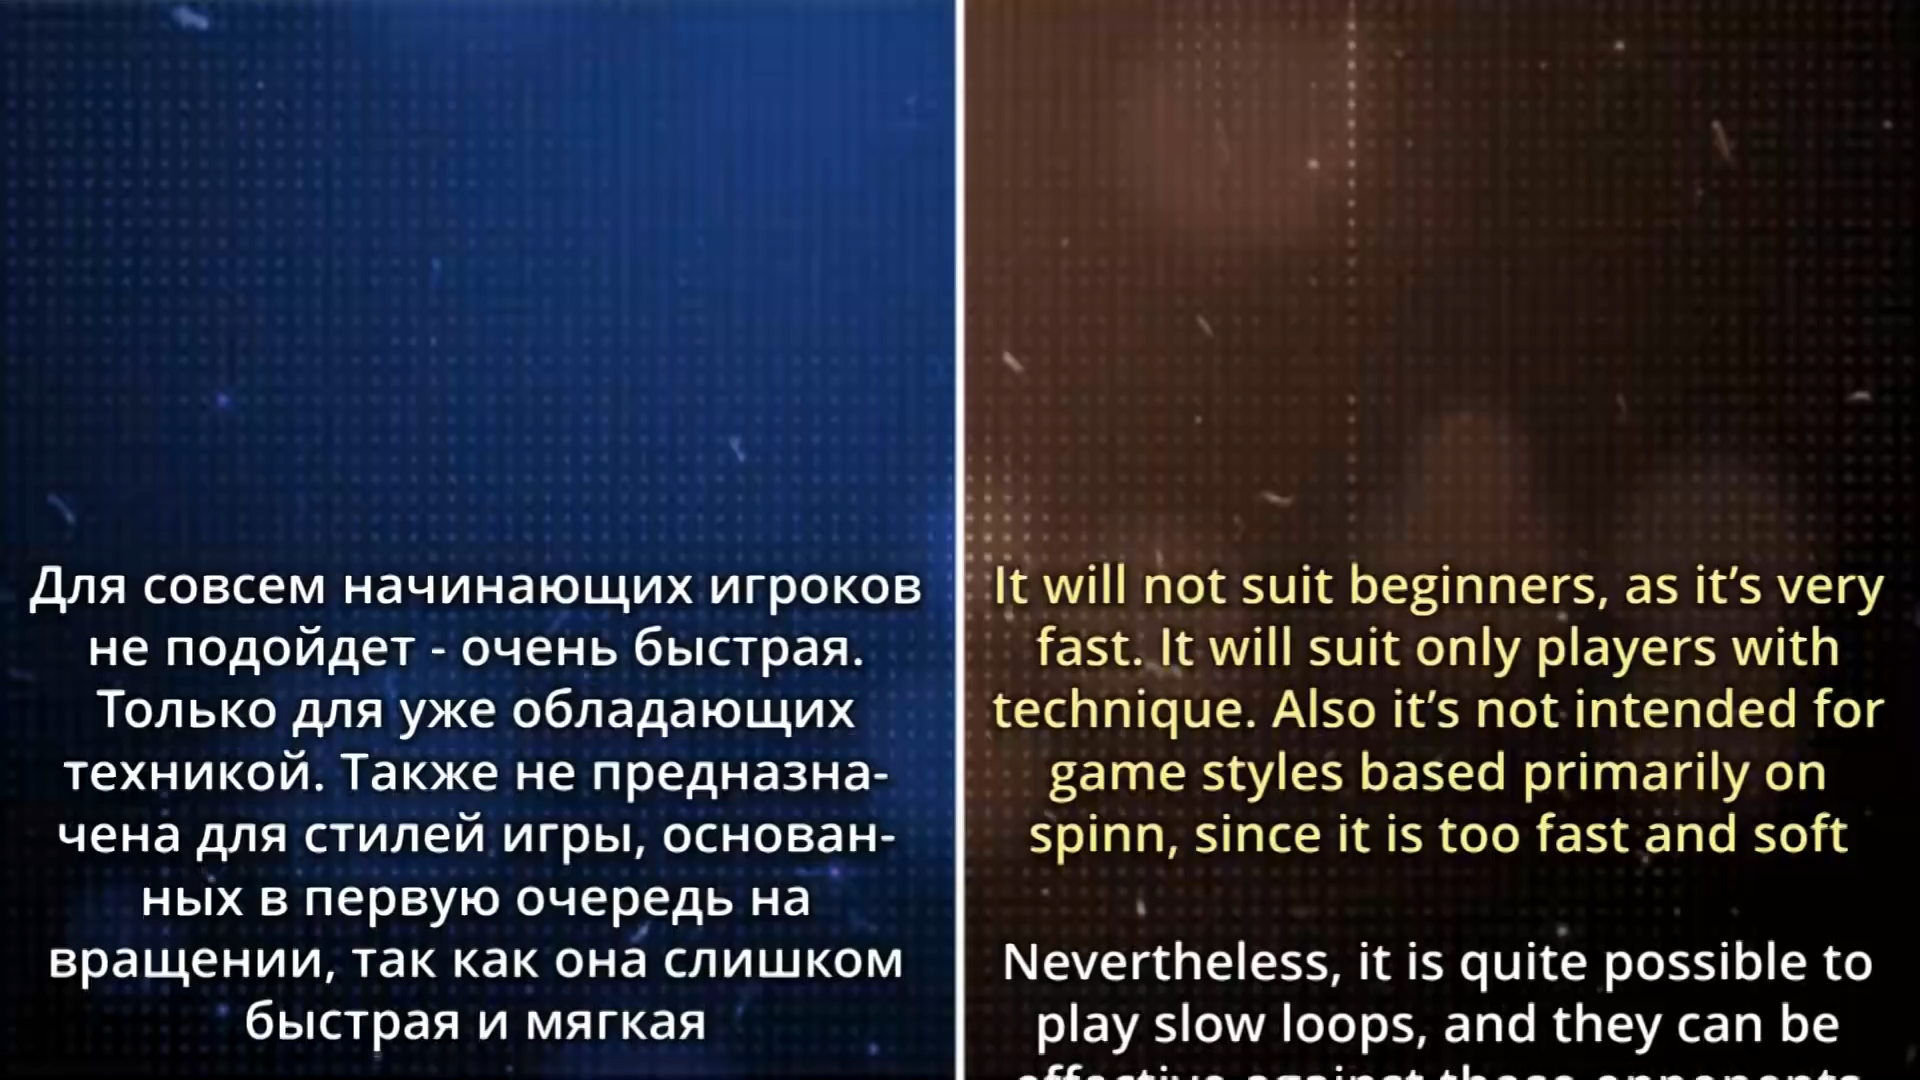 Для совсем начинающих игроков
не подойдет - очень быстрая.
Только для уже обладающих
техникой. Также не предназна-
чена для стилей игры, основан-
ных в первую очередь на
вращении, так как она слишком
быстрая и мягкая
It will not suit beginners, as it’s very
fast. It will suit only players with
technique. Also it’s not intended for
game styles based primarily on
spinn, since it is too fast and soft
Nevertheless, it is quite possible to
play slow loops, and they can be
effective against those opponents